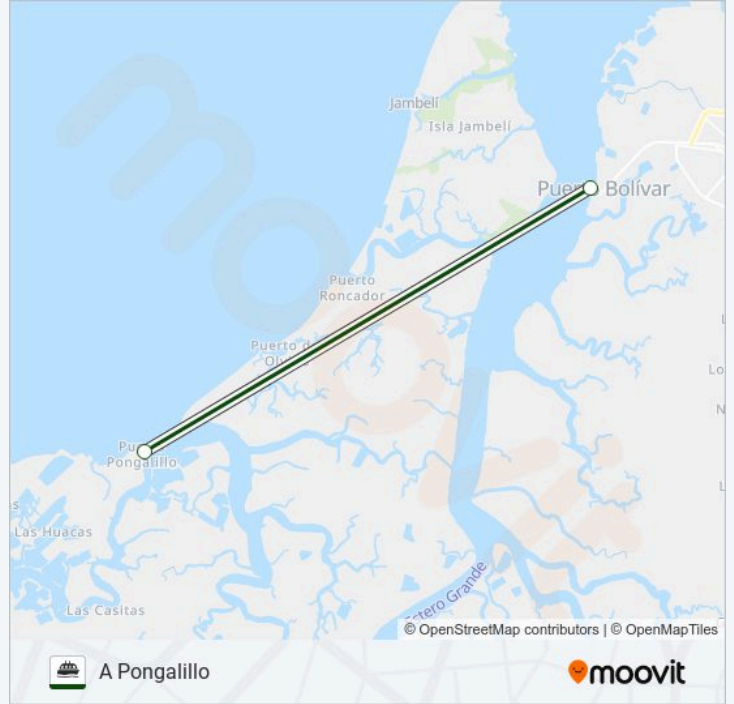 Jambelí
Isla Jambelí
Bolívar
Puerto
Roncador
Puerto d
Pongalillo
Las Huacas
Las Casitas
Estero Grande
© OpenStreetMap contributors | © OpenMapTiles
A Pongalillo
moovit